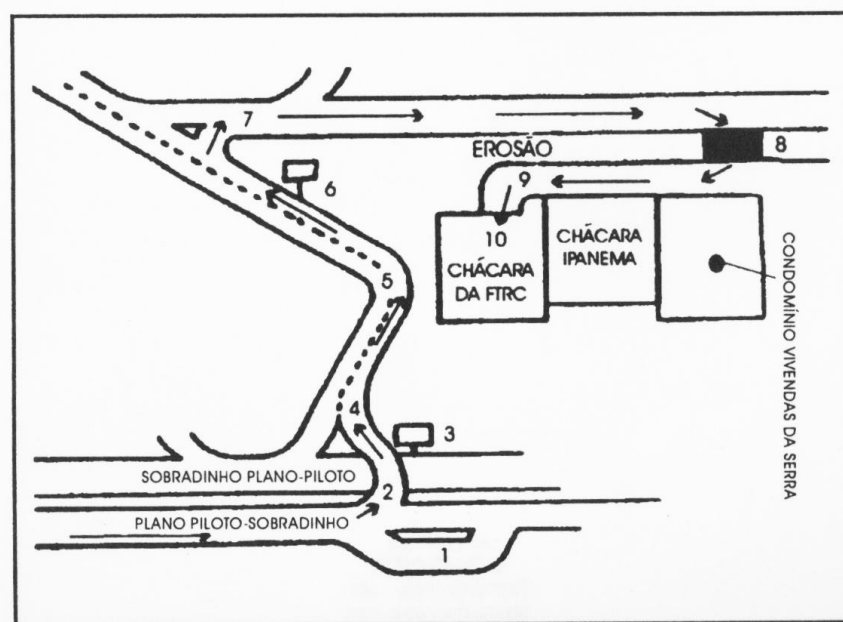 7
8
EROSÃO
6
9
10
CHÁCARA
DA FTRC
CHÁCARA
IPANEMA
CONDOMÍNIO VIVENDAS DA SERRA
5
4
3
SOBRADINHO PLANO-PILOTO
2
PLANO PILOTO-SOBRADINHO
1